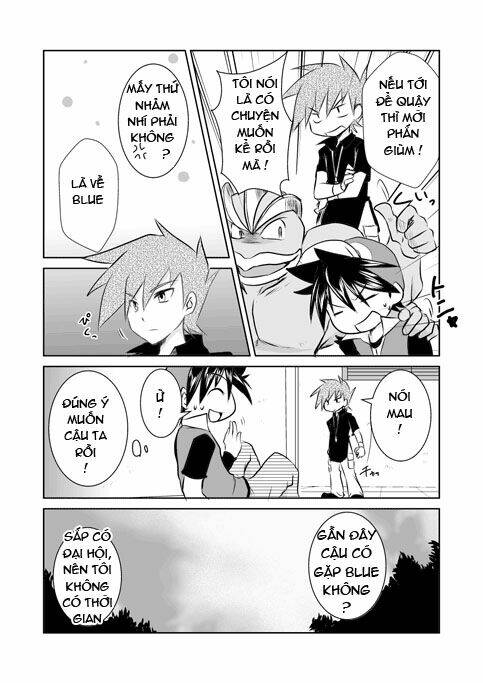 NẾU TỚI
ĐỂ QUẬY
THÌ MỜI
PHẮN
GIÙM !
TÔI NÓI
LÀ CÓ
CHUYỆN
MUỐN
KỂ RỒI
MÀ !
MẤY THỨ
NHẢM
NHÍ PHẢI
KHÔNG
?
LÀ VỀ
BLUE
NÓI
MAU !
Ừ
!
ĐÚNG Ý
MUỐN
CẬU TA
RỒI
!
GẦN ĐÂY
CẬU CÓ
GẶP BLUE
KHÔNG
?
SẮP CÓ
ĐẠI HỘI,
NÊN TÔI
KHÔNG
CÓ THỜI
GIAN